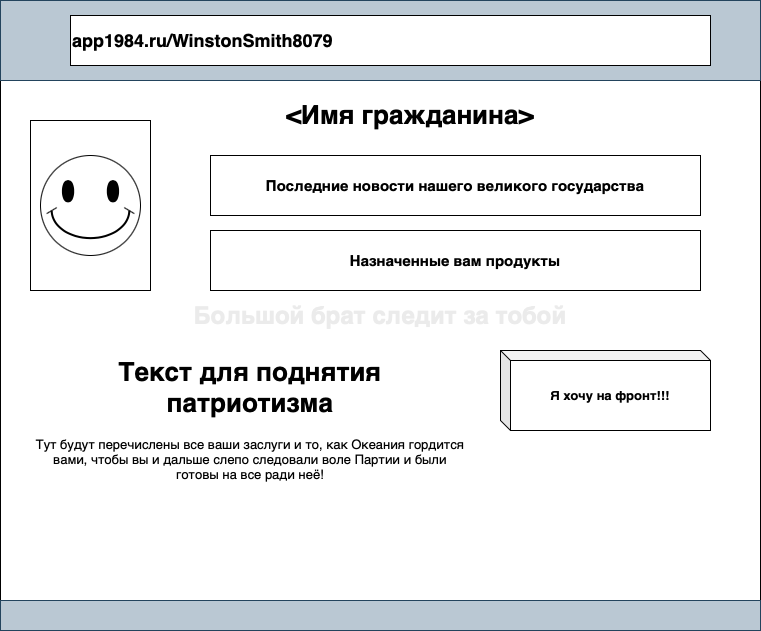 app1984.ru/WinstonSmith8079
<Имя гражданина>
Последние новости нашего великого государства
Назначенные вам продукты
Большой брат следит за тобой
Текст для поднятия
патриотизма
Я хочу на фронт!!!
Тут будут перечислены все ваши заслуги и то, как Океания гордится
вами, чтобы вы и дальше слепо следовали воле Партии и были
готовы на все ради неё!